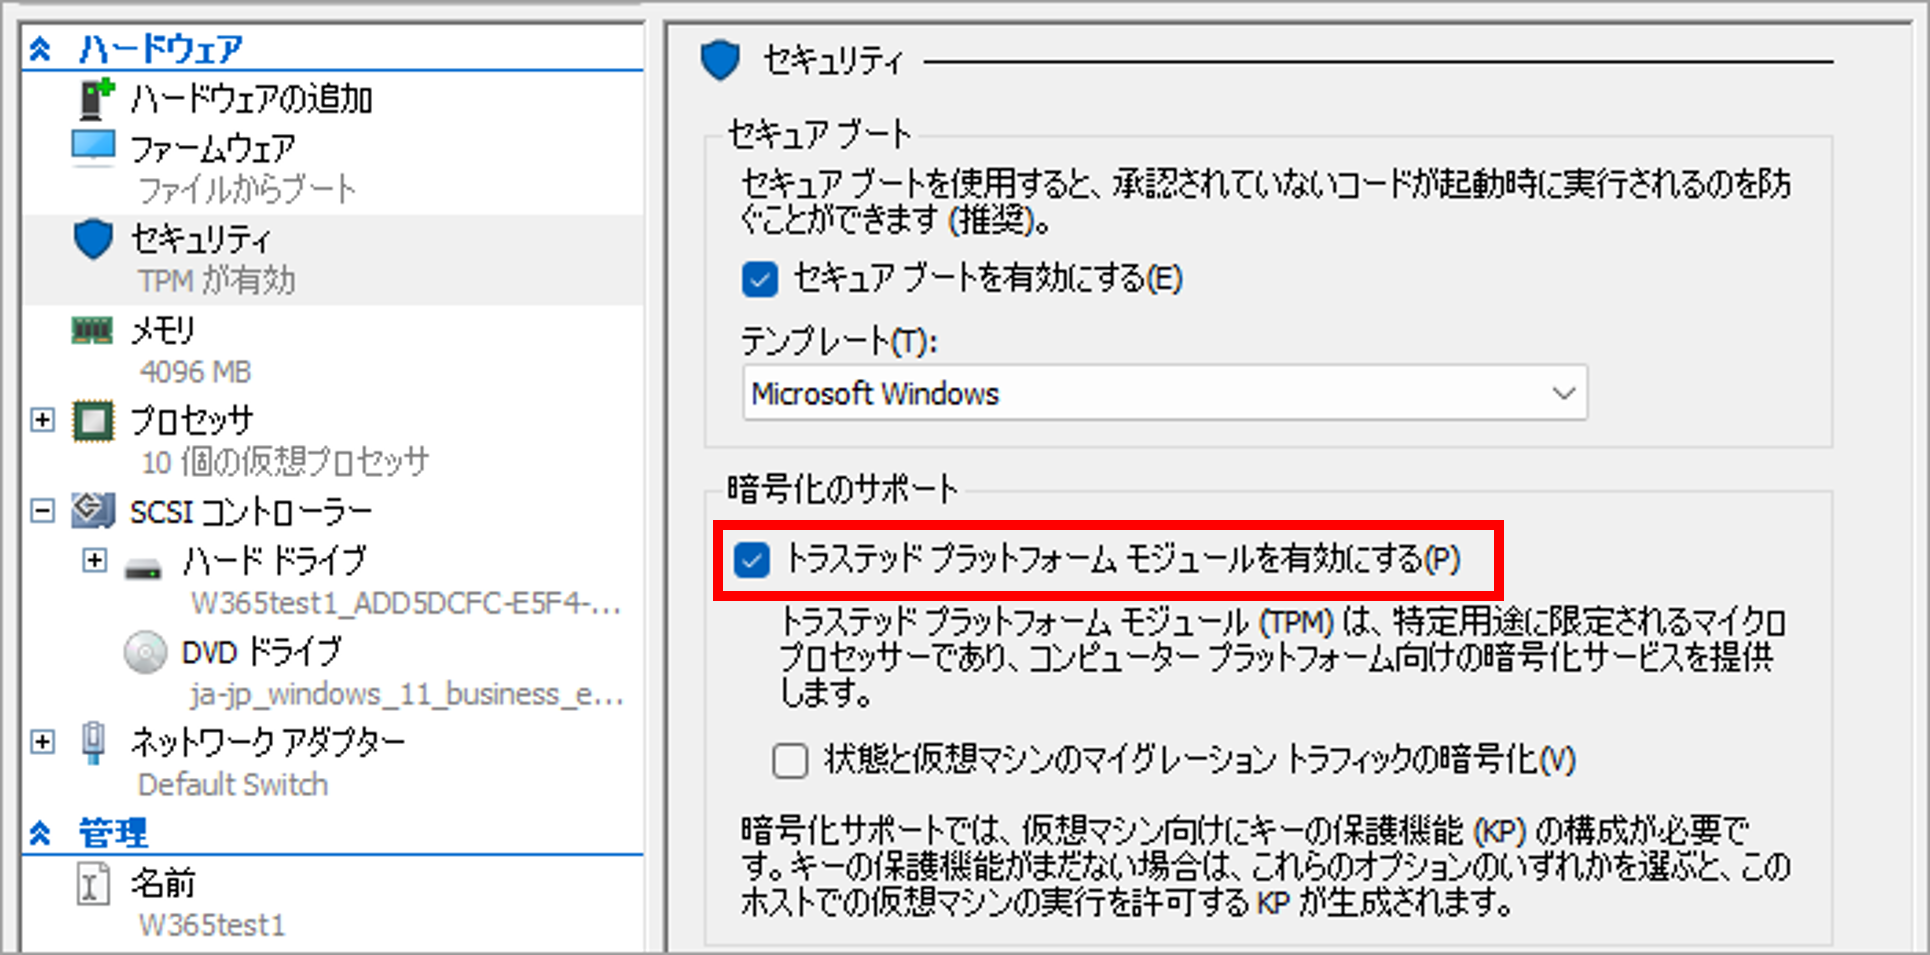 ハードウェア
ハードウェアの追加
ファームウェア
ファイルからブート
セキュリティ
TPM が有効
メモリ
4096 MB
プロセッサ
10 個の仮想プロセッサ
SCSI コントローラー
ハード ドライブ
W365test1_ADD5DCFC-E5F4-...
DVD ドライブ
ja-jp_windows_11_business_e...
ネットワーク アダプター
Default Switch
管理
名前
W365test1
セキュリティ
セキュア ブート
セキュア ブートを使用すると、承認されていないコードが起動時に実行されるのを防
ぐことができます (推奨)。
セキュア ブートを有効にする(E)
テンプレート(T):
Microsoft Windows
暗号化のサポート
トラステッド プラットフォーム モジュールを有効にする(P)
トラステッド プラットフォーム モジュール (TPM) は、特定用途に限定されるマイクロ
プロセッサーであり、コンピューター プラットフォーム向けの暗号化サービスを提供
します。
状態と仮想マシンのマイグレーション トラフィックの暗号化(V)
暗号化サポートでは、仮想マシン向けにキーの保護機能 (KP) の構成が必要で
す。キーの保護機能がまだない場合は、これらのオプションのいずれかを選ぶと、この
ホストでの仮想マシンの実行を許可する KP が生成されます。